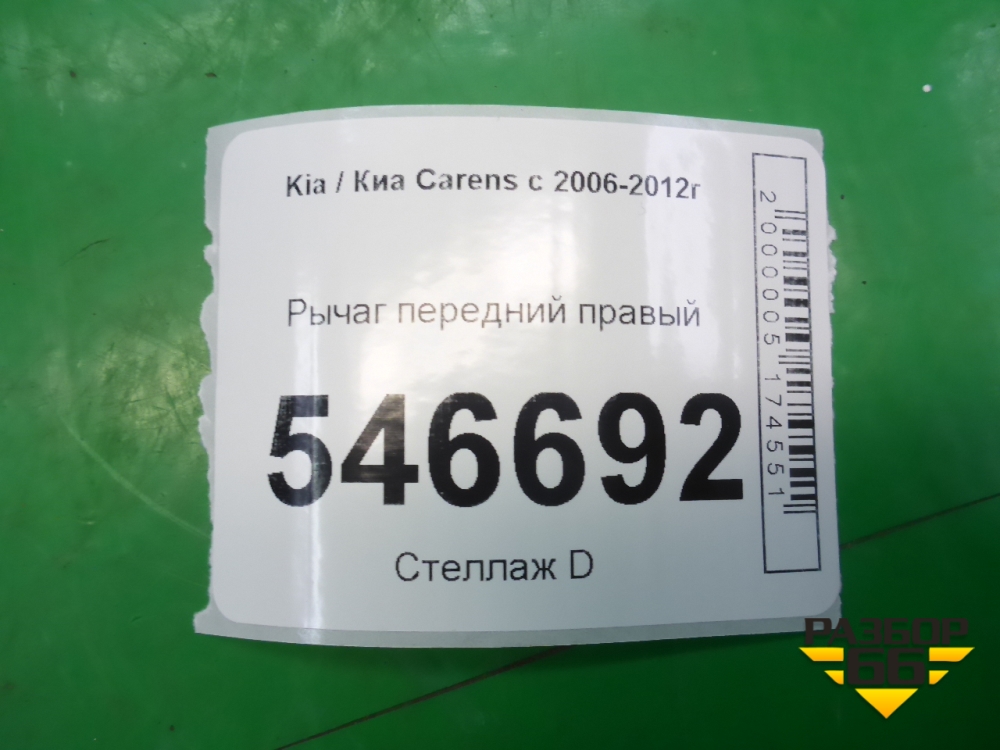 Kia / Киа Carens с 2006-2012г
Рычаг передний правый
546692
Стеллаж D
2000005174551
РАЗБОР
66